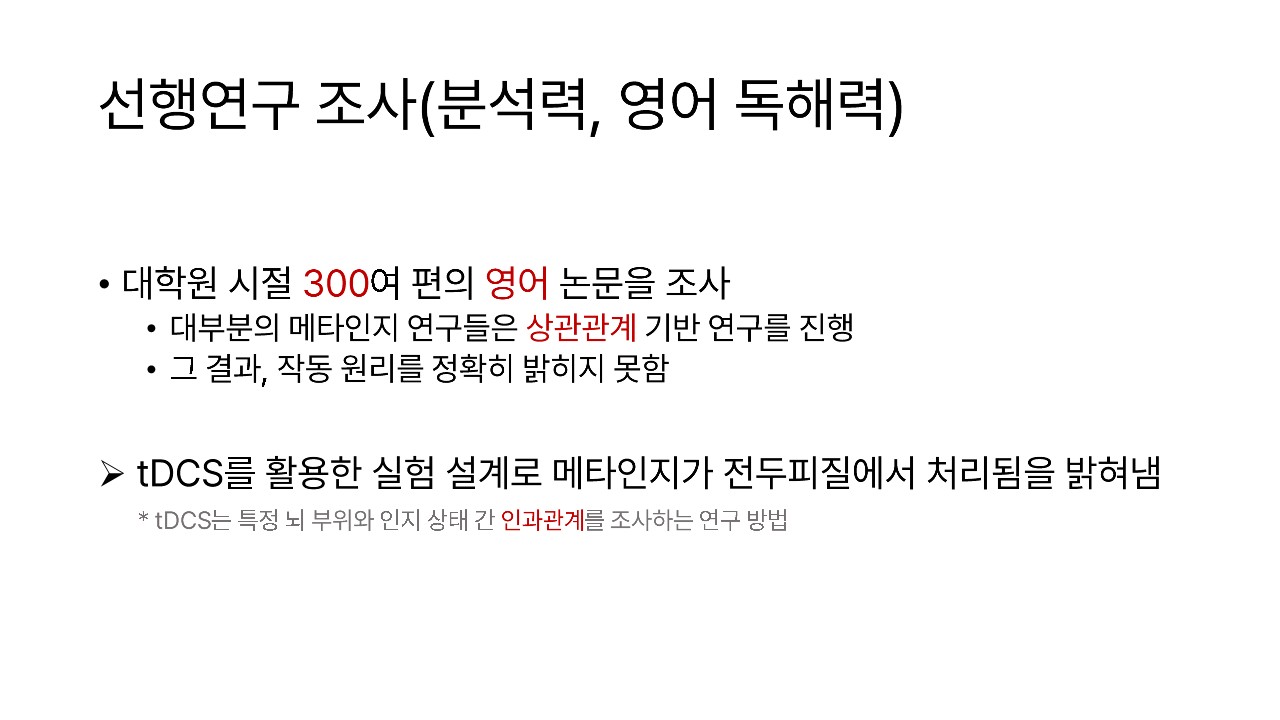 선행연구 조사(분석력, 영어 독해력)
• 대학원 시절 300여 편의 영어 논문을 조사
• 대부분의 메타인지 연구들은 상관관계 기반 연구를 진행
• 그 결과, 작동 원리를 정확히 밝히지 못함
➢ tDCS를 활용한 실험 설계로 메타인지가 전두피질에서 처리됨을 밝혀냄
* tDCS는 특정 뇌 부위와 인지 상태 간 인과관계를 조사하는 연구 방법